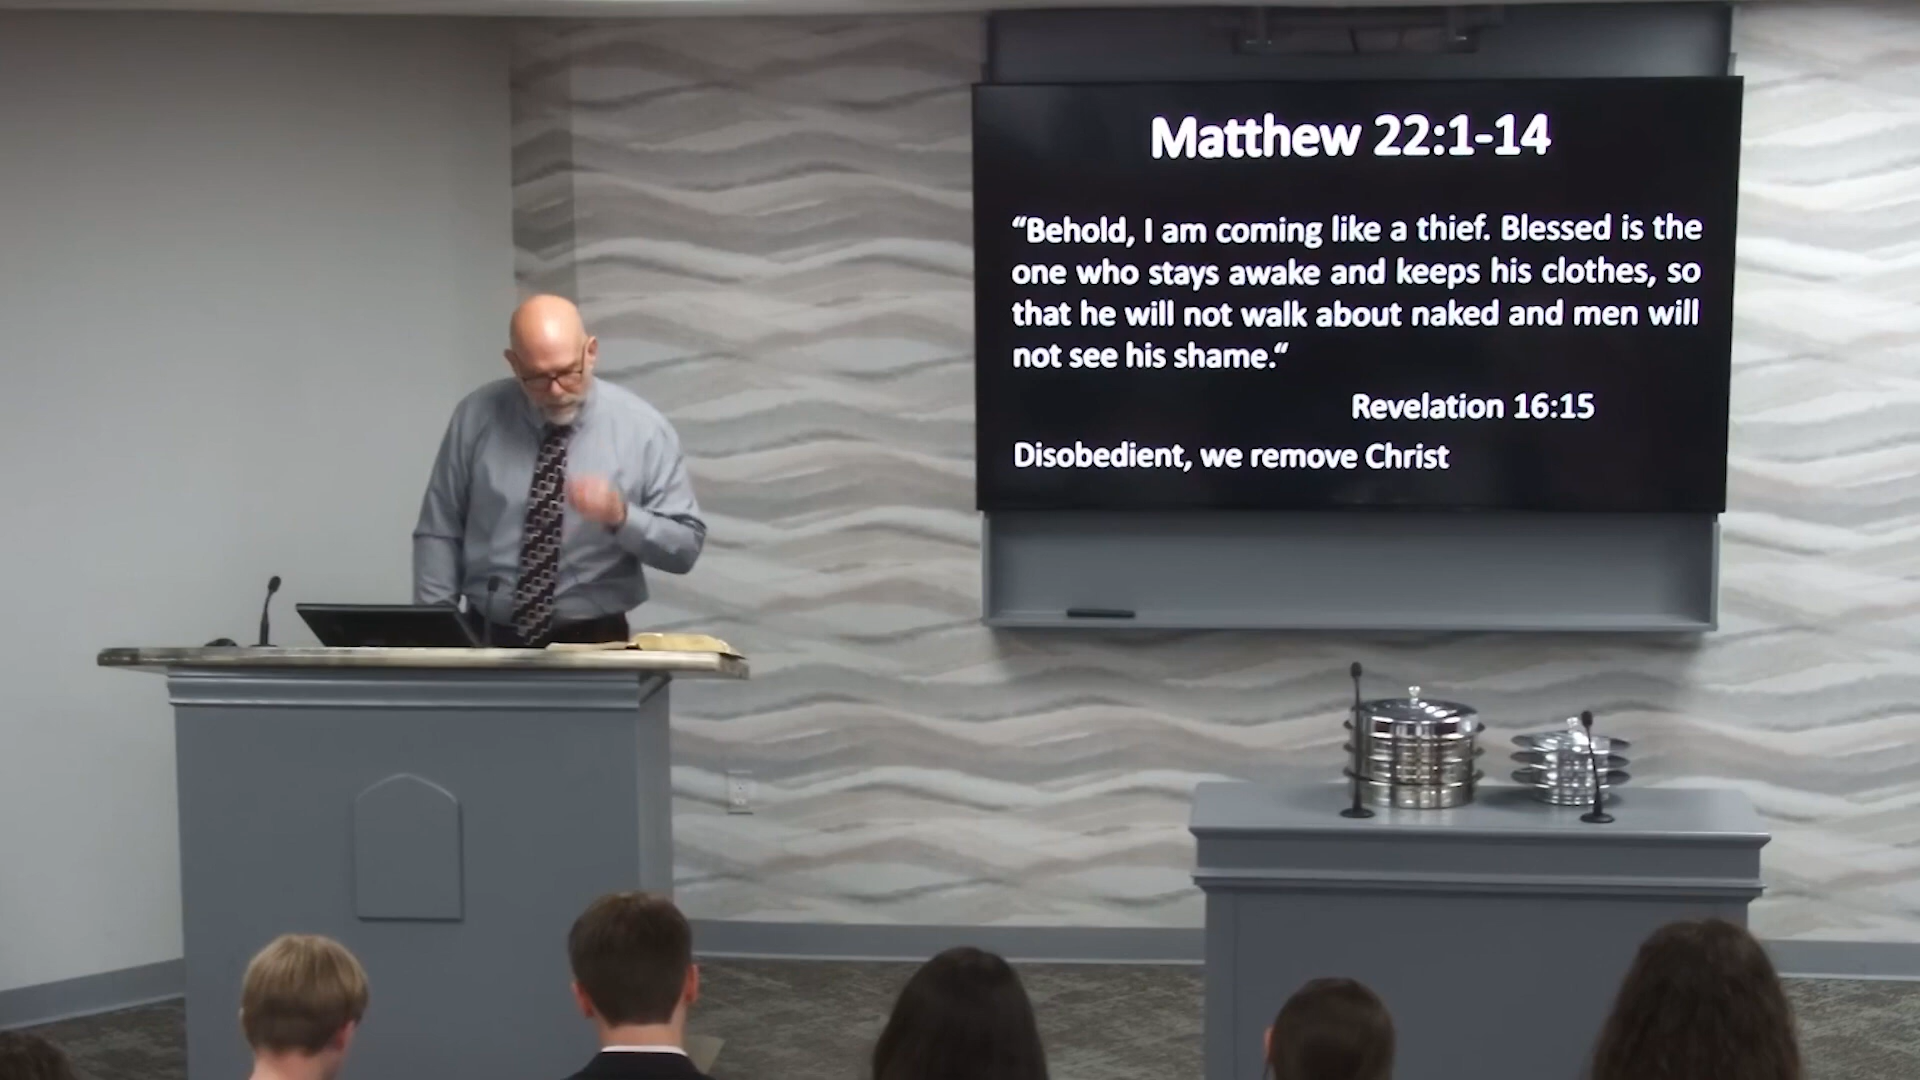 Matthew 22:1-14
“Behold, I am coming like a thief. Blessed is the
one who stays awake and keeps his clothes, so
that he will not walk about naked and men will
not see his shame.“
Revelation 16:15
Disobedient, we remove Christ